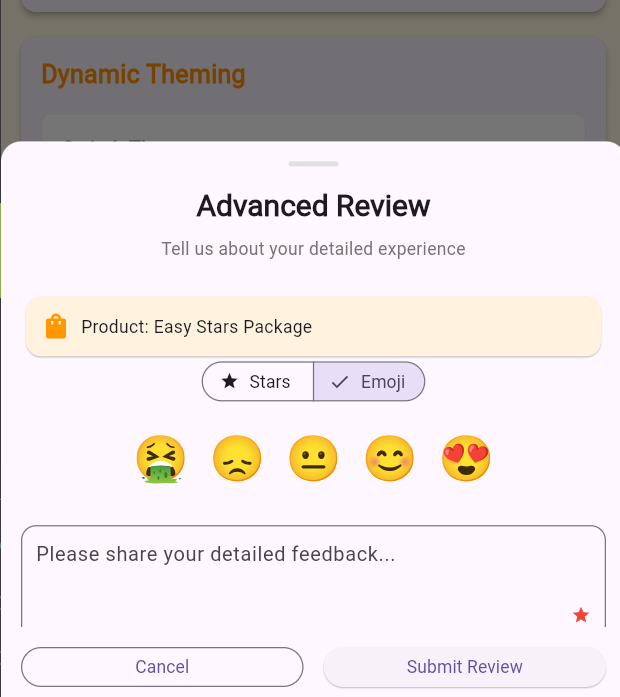 Dynamic Theming
Advanced Review
Tell us about your detailed experience
Product: Easy Stars Package
Stars
Emoji
Please share your detailed feedback...
Cancel
Submit Review